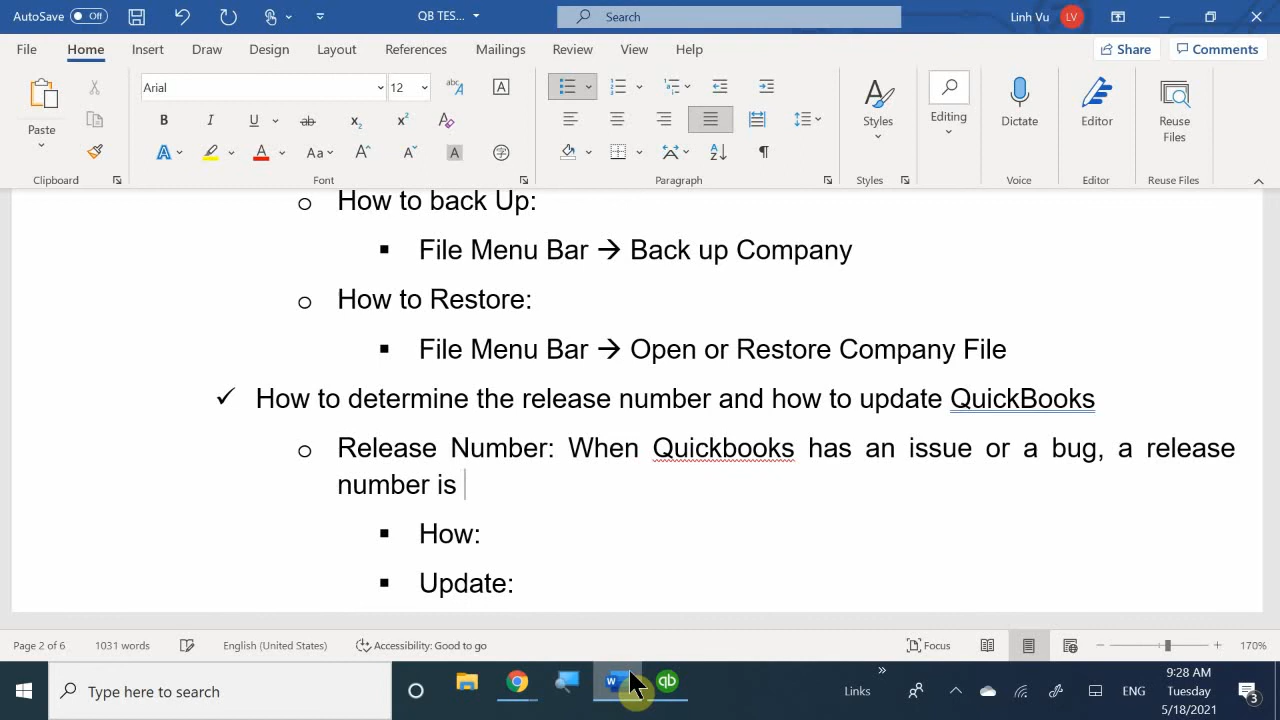 AutoSave Off QB TES... Search Linh Vu LV
File Home Insert Draw Design Layout References Mailings Review View Help Share Comments
Paste Arial 12 Styles Editing Dictate Editor Reuse Files
Clipboard Font Paragraph Styles Voice Editor Reuse Files
o How to back Up:
▪ File Menu Bar → Back up Company
o How to Restore:
▪ File Menu Bar → Open or Restore Company File
✓ How to determine the release number and how to update QuickBooks
o Release Number: When Quickbooks has an issue or a bug, a release
number is
▪ How:
▪ Update:
Page 2 of 6 1031 words English (United States) Accessibility: Good to go Focus 170%
Type here to search Links ENG 9:28 AM
Tuesday
5/18/2021 3